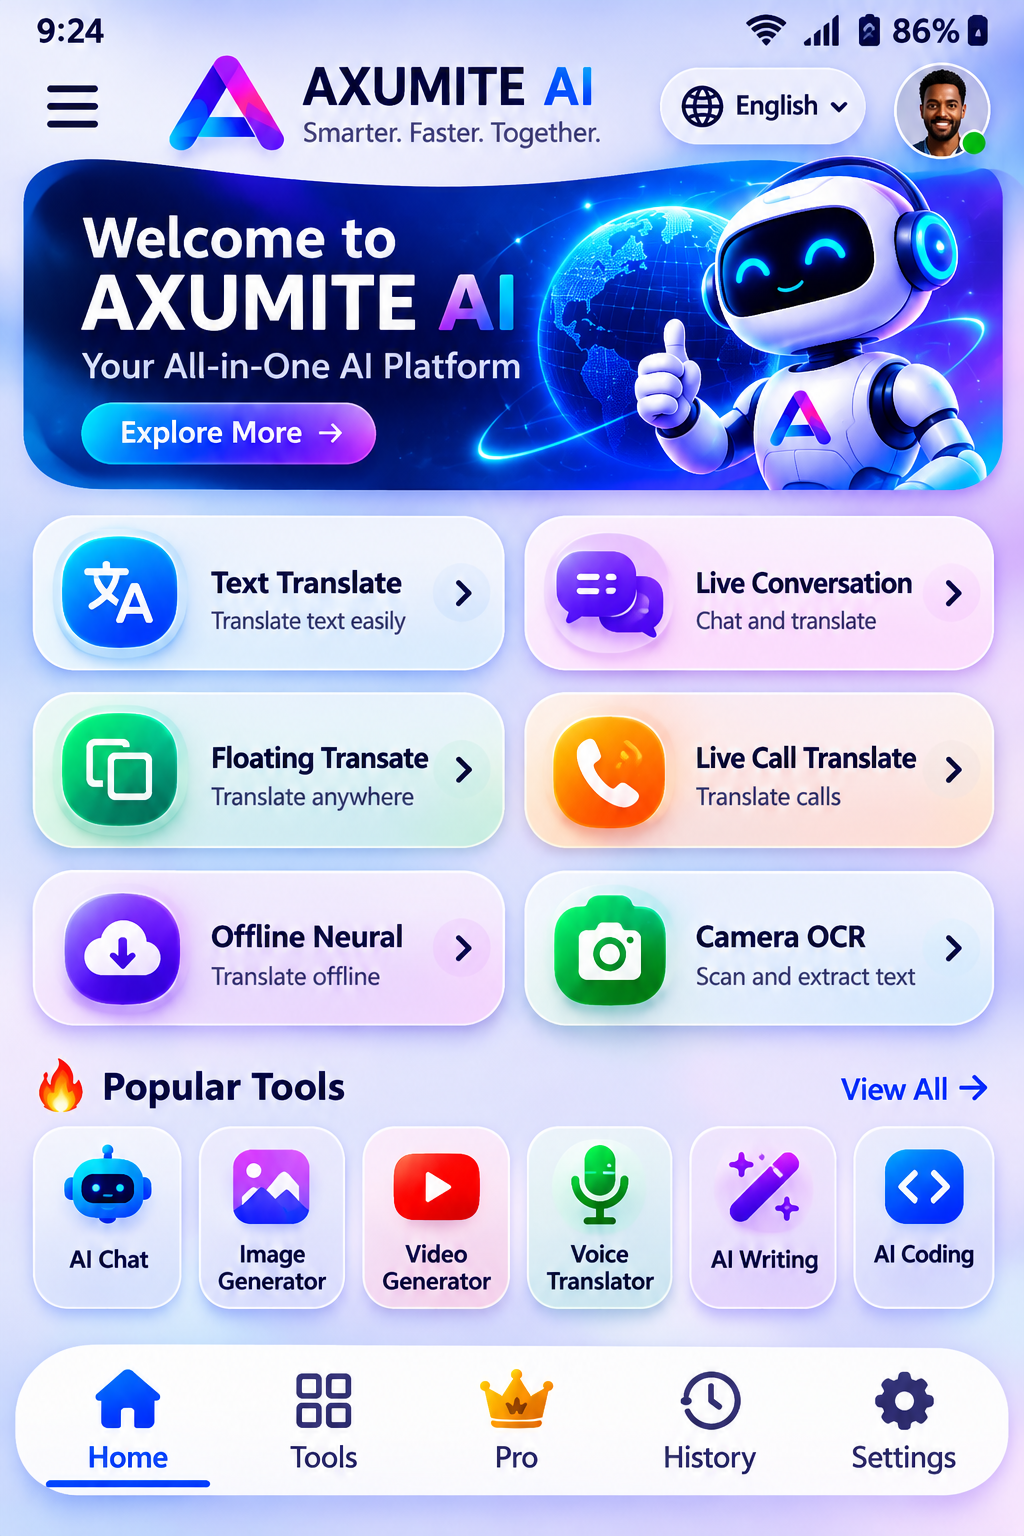 9:24
86%
AXUMITE AI
Smarter. Faster. Together.
English
Welcome to
AXUMITE AI
Your All-in-One AI Platform
Explore More →
文A
Text Translate
Translate text easily
Live Conversation
Chat and translate
Floating Transate
Translate anywhere
Live Call Translate
Translate calls
Offline Neural
Translate offline
Camera OCR
Scan and extract text
Popular Tools
View All →
AI Chat
Image
Generator
Video
Generator
Voice
Translator
AI Writing
AI Coding
Home
Tools
Pro
History
Settings